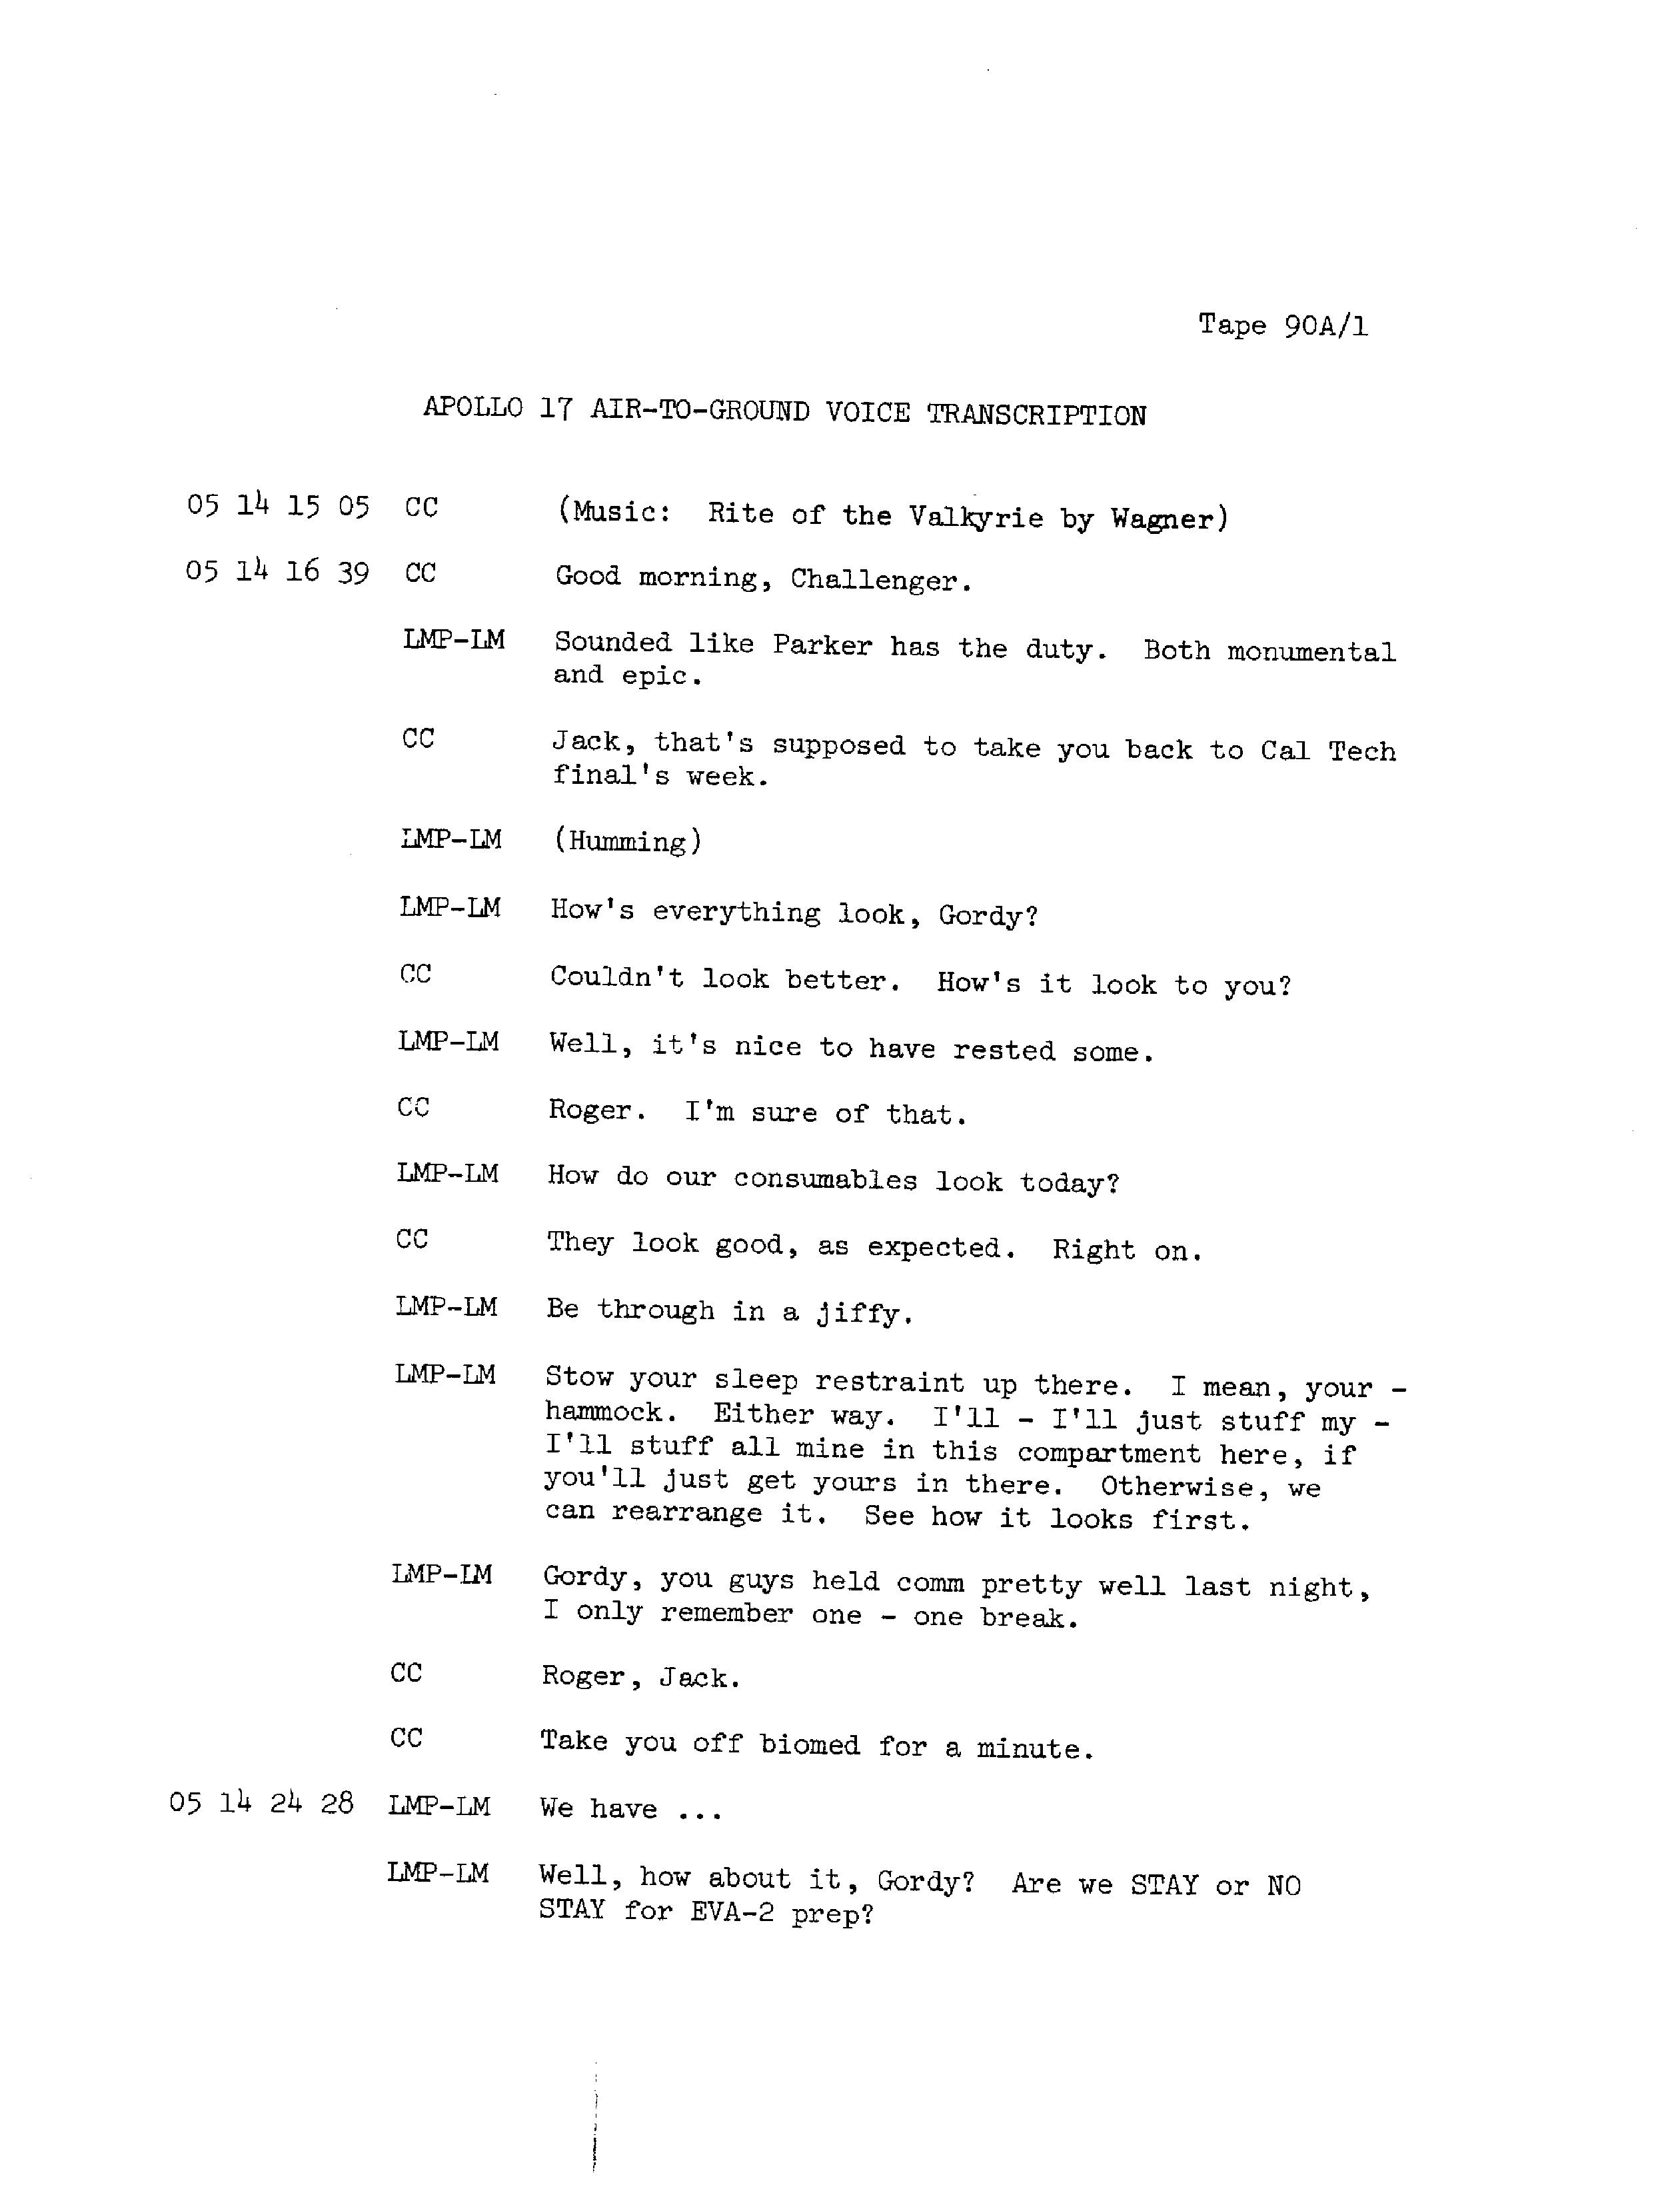 Tape 90A/1
APOLLO 17 AIR-TO-GROUND VOICE TRANSCRIPTION
05 14 15 05 CC (Music: Rite of the Valkyrie by Wagner)
05 14 16 39 CC Good morning, Challenger.
LMP-LM Sounded like Parker has the duty. Both monumental
and epic.
CC Jack, that's supposed to take you back to Cal Tech
final's week.
LMP-LM (Humming)
LMP-LM How's everything look, Gordy?
CC Couldn't look better. How's it look to you?
LMP-LM Well, it's nice to have rested some.
CC Roger. I'm sure of that.
LMP-LM How do our consumables look today?
CC They look good, as expected. Right on.
LMP-LM Be through in a jiffy.
LMP-LM Stow your sleep restraint up there. I mean, your -
hammock. Either way. I'll - I'll just stuff my -
I'll stuff all mine in this compartment here, if
you'll just get yours in there. Otherwise, we
can rearrange it. See how it looks first.
LMP-LM Gordy, you guys held comm pretty well last night,
I only remember one - one break.
CC Roger, Jack.
CC Take you off biomed for a minute.
05 14 24 28 LMP-LM We have ...
LMP-LM Well, how about it, Gordy? Are we STAY or NO
STAY for EVA-2 prep?